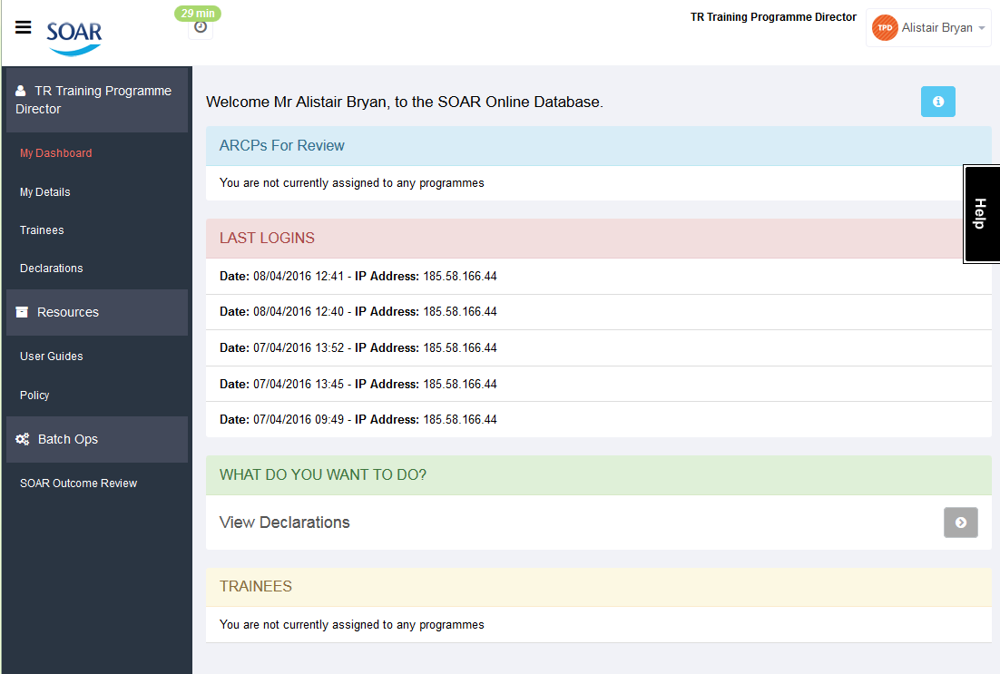 29 min
SOAR
TR Training Programme Director
TPD
Alistair Bryan
TR Training Programme
Director
My Dashboard
My Details
Trainees
Declarations
Resources
User Guides
Policy
Batch Ops
SOAR Outcome Review
Welcome Mr Alistair Bryan, to the SOAR Online Database.
ARCPs For Review
You are not currently assigned to any programmes
Help
LAST LOGINS
Date: 08/04/2016 12:41 - IP Address: 185.58.166.44
Date: 08/04/2016 12:40 - IP Address: 185.58.166.44
Date: 07/04/2016 13:52 - IP Address: 185.58.166.44
Date: 07/04/2016 13:45 - IP Address: 185.58.166.44
Date: 07/04/2016 09:49 - IP Address: 185.58.166.44
WHAT DO YOU WANT TO DO?
View Declarations
TRAINEES
You are not currently assigned to any programmes